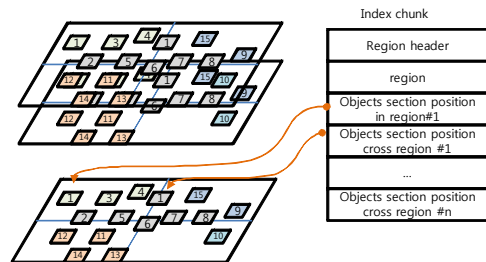 Index chunk
Region header
region
Objects section position
in region#1
Objects section position
cross region #1
...
Objects section position
cross region #n
1 3 4 1 15
2 5 6 7 8 9
12 11 1 15 10
14 13 7 8 9
12 11
14 13 10
1 3 4 1 15
2 5 6 7 8 9
12 11 10
14 13